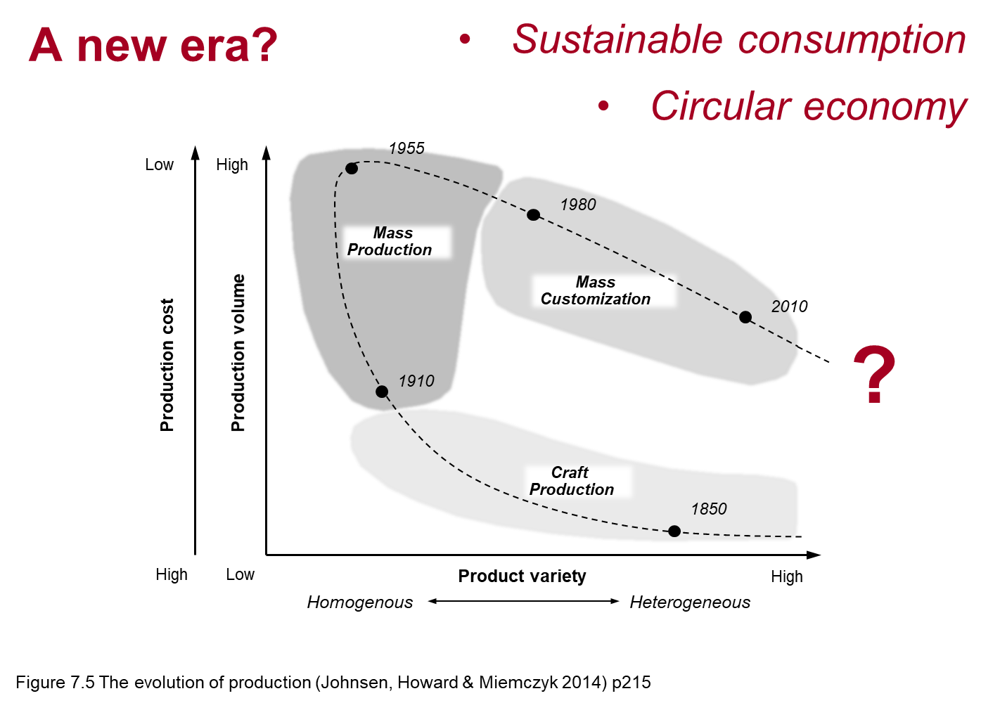 A new era?
• Sustainable consumption
• Circular economy
Low
High
1955
1980
Mass
Production
Mass
Customization
2010
?
Production cost
Production volume
1910
Craft
Production
1850
High
Low
Product variety
High
Homogenous
Heterogeneous
Figure 7.5 The evolution of production (Johnsen, Howard & Miemczyk 2014) p215